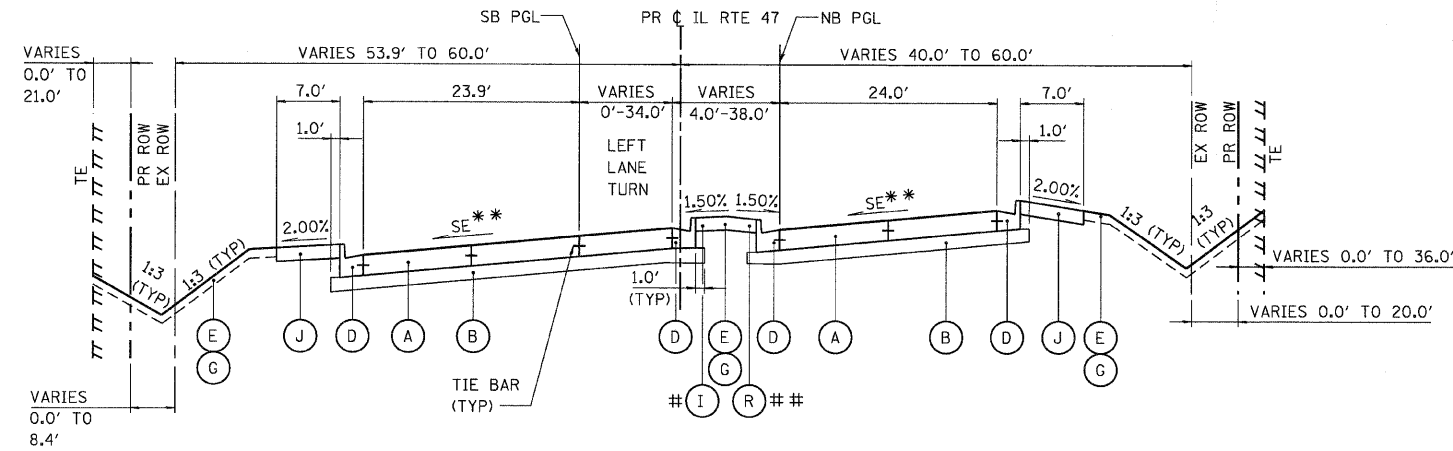 SB PGL
PR ℄ IL RTE 47
NB PGL
VARIES
0.0' TO
21.0'
VARIES 53.9' TO 60.0'
VARIES 40.0' TO 60.0'
7.0'
23.9'
VARIES
0'-34.0'
VARIES
4.0'-38.0'
24.0'
7.0'
1.0'
1.0'
LEFT
LANE
TURN
TE
PR ROW
EX ROW
EX ROW
PR ROW
TE
2.00%
SE**
1.50%
1.50%
SE**
2.00%
1:3
(TYP)
1:3 (TYP)
1:3 (TYP)
1:3
VARIES 0.0' TO 36.0'
1.0'
(TYP)
VARIES 0.0' TO 20.0'
E
G
J
D
A
B
D
E
G
D
A
B
D
J
E
G
TIE BAR
(TYP)
# I
R ##
VARIES
0.0' TO
8.4'